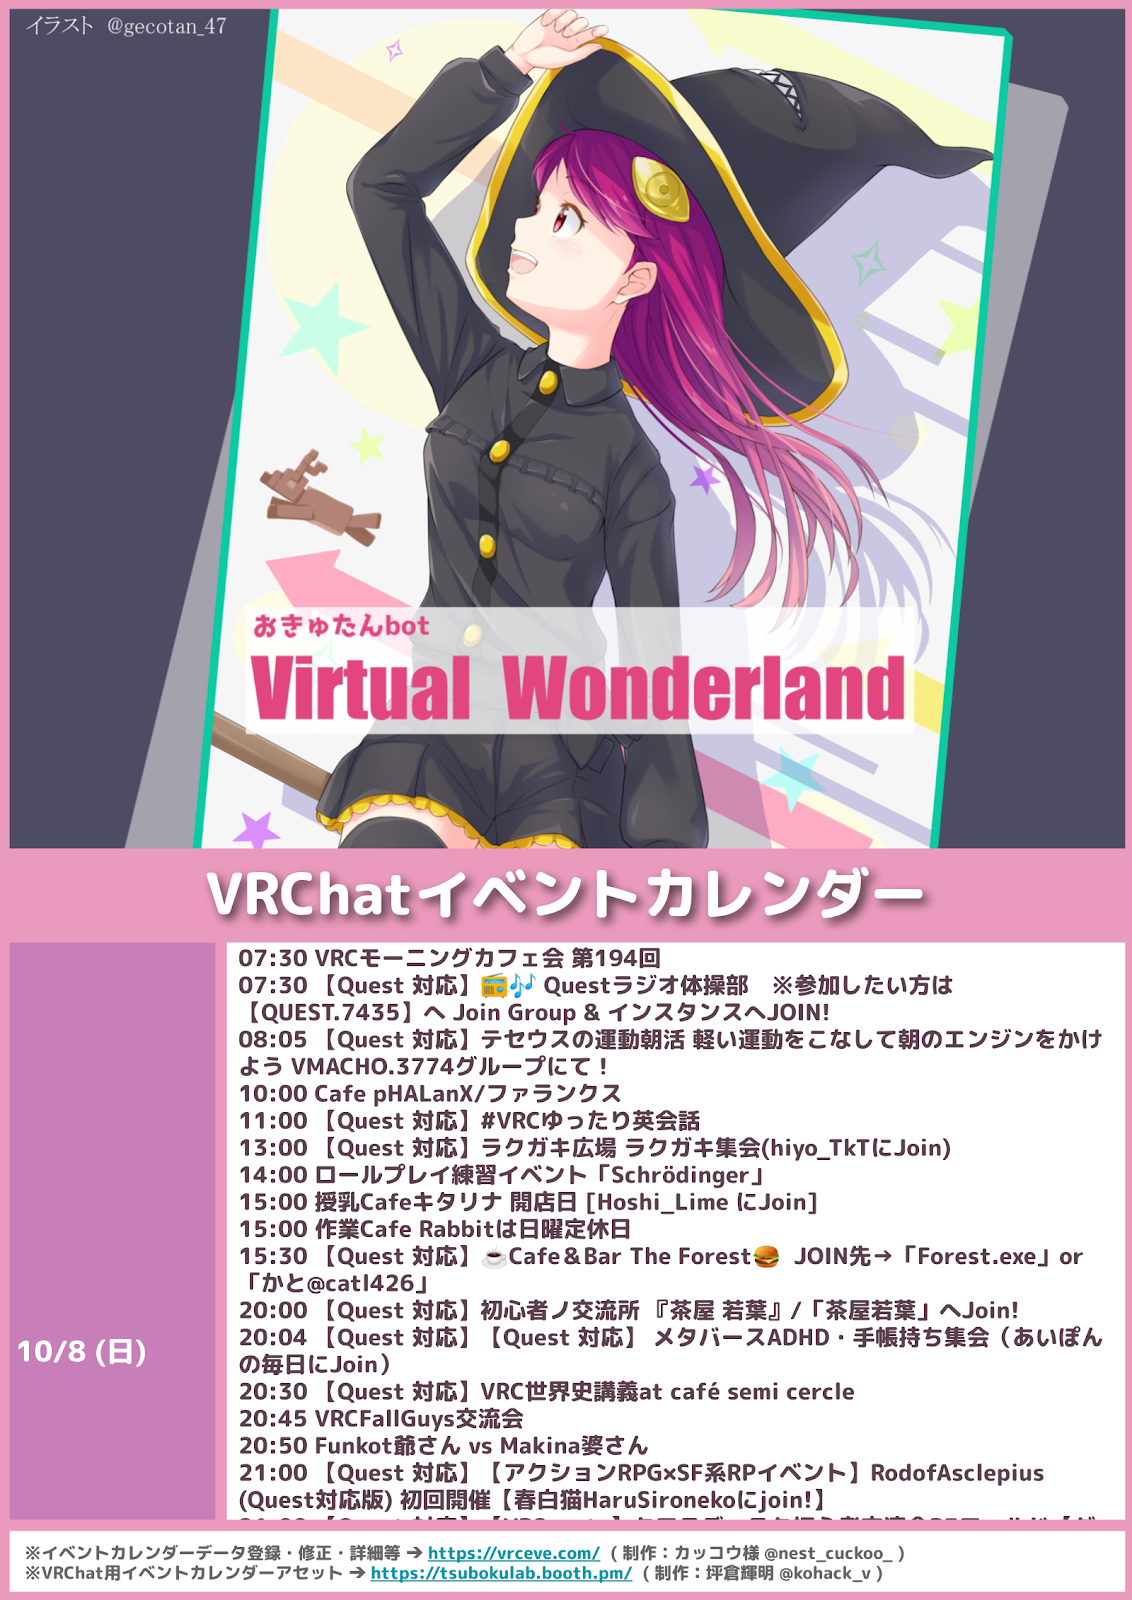 イラスト @gecotan_47
おきゅたんbot
Virtual Wonderland
VRChatイベントカレンダー
10/8 (日)
07:30 VRCモーニングカフェ会 第194回
07:30 【Quest 対応】📻🎶 Questラジオ体操部　※参加したい方は
【QUEST.7435】へ Join Group & インスタンスへJOIN!
08:05 【Quest 対応】テセウスの運動朝活 軽い運動をこなして朝のエンジンをかけ
よう VMACHO.3774グループにて！
10:00 Cafe pHALanX/ファランクス
11:00 【Quest 対応】#VRCゆったり英会話
13:00 【Quest 対応】ラクガキ広場 ラクガキ集会(hiyo_TkTにJoin)
14:00 ロールプレイ練習イベント「Schrödinger」
15:00 授乳Cafeキタリナ 開店日 [Hoshi_Lime にJoin]
15:00 作業Cafe Rabbitは日曜定休日
15:30 【Quest 対応】☕Cafe＆Bar The Forest🍔 JOIN先→「Forest.exe」or
「かと@catl426」
20:00 【Quest 対応】初心者ノ交流所 『茶屋 若葉』/「茶屋若葉」へJoin!
20:04 【Quest 対応】【Quest 対応】 メタバースADHD・手帳持ち集会（あいぽん
の毎日にJoin）
20:30 【Quest 対応】VRC世界史講義at café semi cercle
20:45 VRCFallGuys交流会
20:50 Funkot爺さん vs Makina婆さん
21:00 【Quest 対応】【アクションRPG×SF系RPイベント】RodofAsclepius
(Quest対応版) 初回開催【春白猫HaruSironekoにjoin!】
※イベントカレンダーデータ登録・修正・詳細等 ➔ https://vrceve.com/ ( 制作：カッコウ様 @nest_cuckoo_ )
※VRChat用イベントカレンダーアセット ➔ https://tsubokulab.booth.pm/ ( 制作：坪倉輝明 @kohack_v )